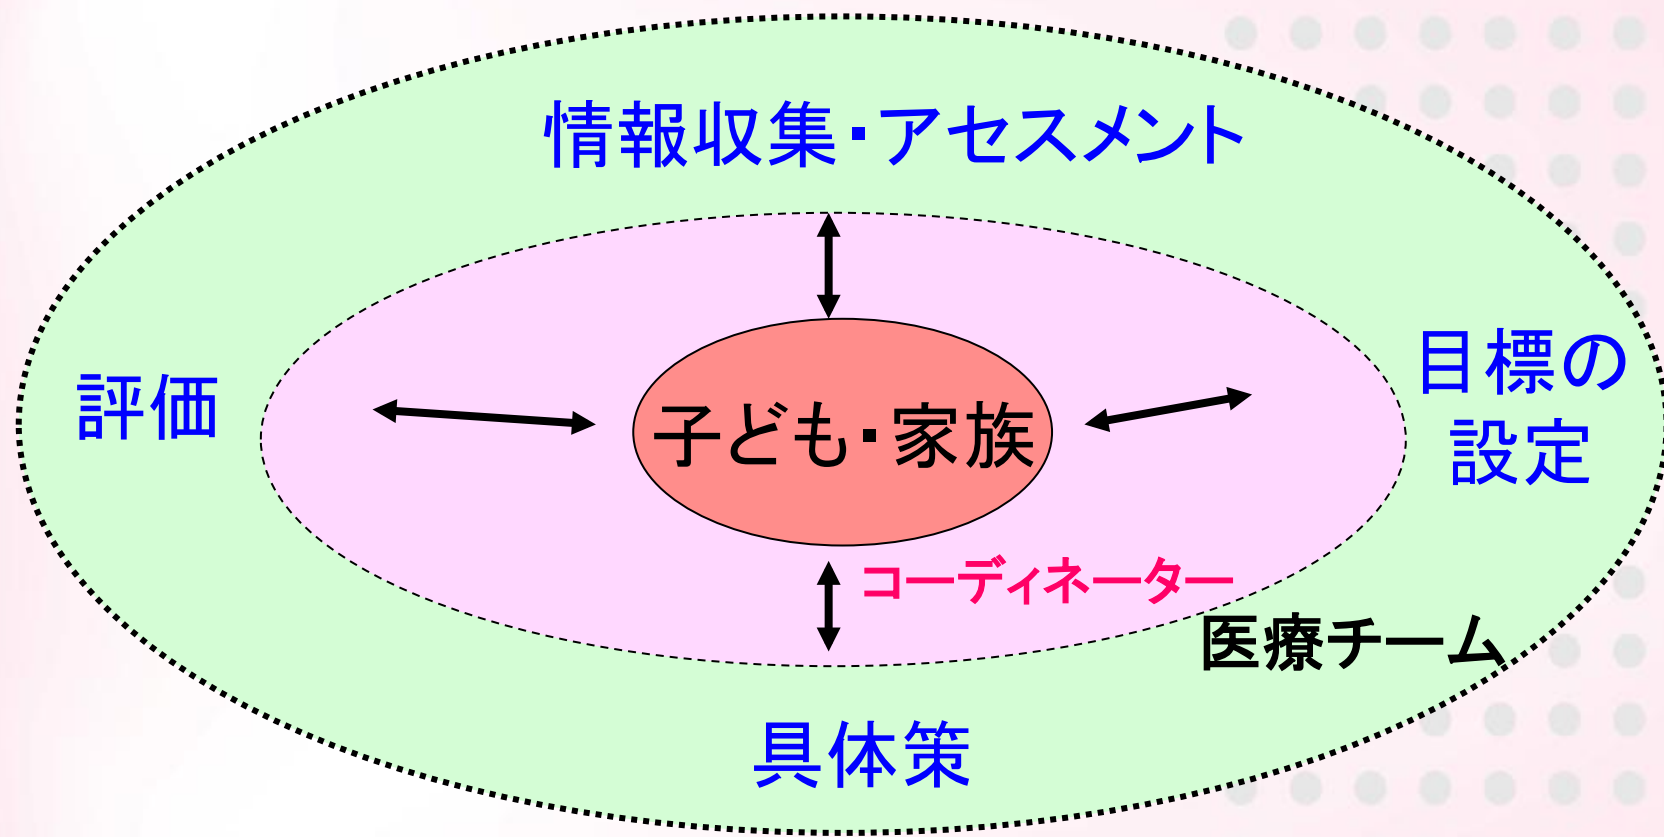 情報収集・アセスメント
評価
目標の
設定
子ども・家族
コーディネーター
医療チーム
具体策